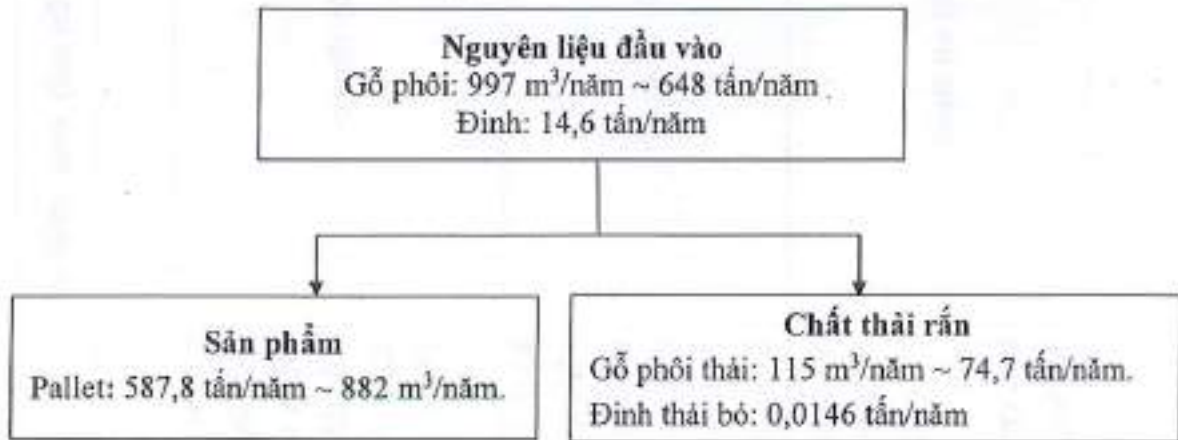 Nguyên liệu đầu vào
Gỗ phôi: 997 m³/năm ~ 648 tấn/năm
Đinh: 14,6 tấn/năm
Sản phẩm
Pallet: 587,8 tấn/năm ~ 882 m³/năm.
Chất thải rắn
Gỗ phôi thải: 115 m³/năm ~ 74,7 tấn/năm.
Đinh thải bỏ: 0,0146 tấn/năm